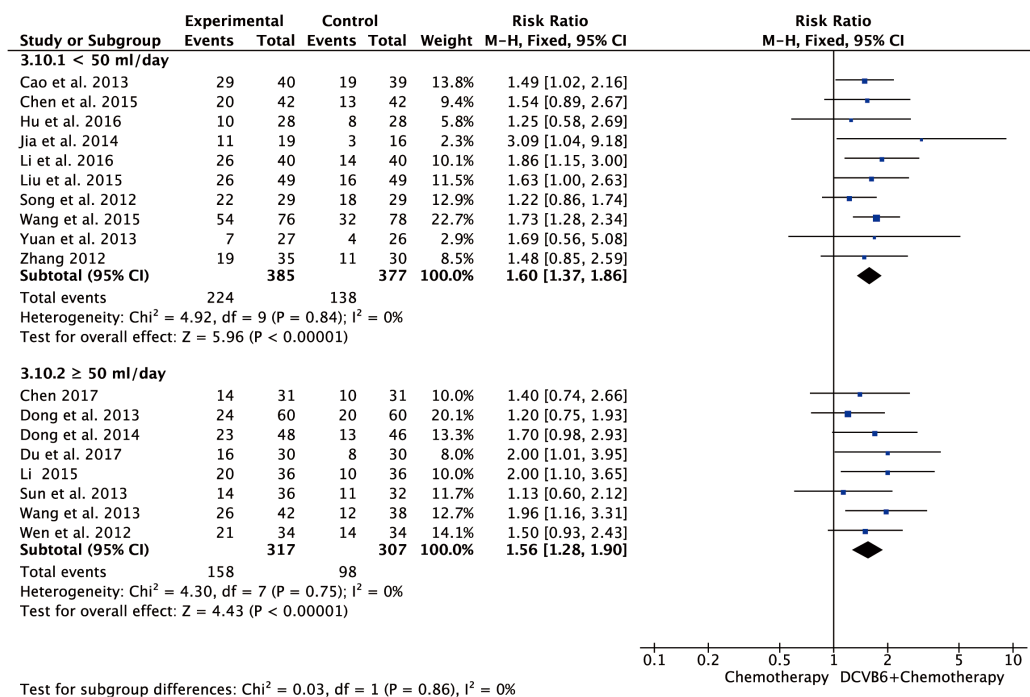 Experimental Control Risk Ratio Risk Ratio
Study or Subgroup Events Total Events Total Weight M-H, Fixed, 95% CI M-H, Fixed, 95% CI
3.10.1 < 50 ml/day
Cao et al. 2013 29 40 19 39 13.8% 1.49 [1.02, 2.16]
Chen et al. 2015 20 42 13 42 9.4% 1.54 [0.89, 2.67]
Hu et al. 2016 10 28 8 28 5.8% 1.25 [0.58, 2.69]
Jia et al. 2014 11 19 3 16 2.3% 3.09 [1.04, 9.18]
Li et al. 2016 26 40 14 40 10.1% 1.86 [1.15, 3.00]
Liu et al. 2015 26 49 16 49 11.5% 1.63 [1.00, 2.63]
Song et al. 2012 22 29 18 29 12.9% 1.22 [0.86, 1.74]
Wang et al. 2015 54 76 32 78 22.7% 1.73 [1.28, 2.34]
Yuan et al. 2013 7 27 4 26 2.9% 1.69 [0.56, 5.08]
Zhang 2012 19 35 11 30 8.5% 1.48 [0.85, 2.59]
Subtotal (95% CI) 385 377 100.0% 1.60 [1.37, 1.86]
Total events 224 138
Heterogeneity: Chi² = 4.92, df = 9 (P = 0.84); I² = 0%
Test for overall effect: Z = 5.96 (P < 0.00001)
3.10.2 ≥ 50 ml/day
Chen 2017 14 31 10 31 10.0% 1.40 [0.74, 2.66]
Dong et al. 2013 24 60 20 60 20.1% 1.20 [0.75, 1.93]
Dong et al. 2014 23 48 13 46 13.3% 1.70 [0.98, 2.93]
Du et al. 2017 16 30 8 30 8.0% 2.00 [1.01, 3.95]
Li 2015 20 36 10 36 10.0% 2.00 [1.10, 3.65]
Sun et al. 2013 14 36 11 32 11.7% 1.13 [0.60, 2.12]
Wang et al. 2013 26 42 12 38 12.7% 1.96 [1.16, 3.31]
Wen et al. 2012 21 34 14 34 14.1% 1.50 [0.93, 2.43]
Subtotal (95% CI) 317 307 100.0% 1.56 [1.28, 1.90]
Total events 158 98
Heterogeneity: Chi² = 4.30, df = 7 (P = 0.75); I² = 0%
Test for overall effect: Z = 4.43 (P < 0.00001)
0.1 0.2 0.5 1 2 5 10
Chemotherapy DCVB6+Chemotherapy
Test for subgroup differences: Chi² = 0.03, df = 1 (P = 0.86), I² = 0%